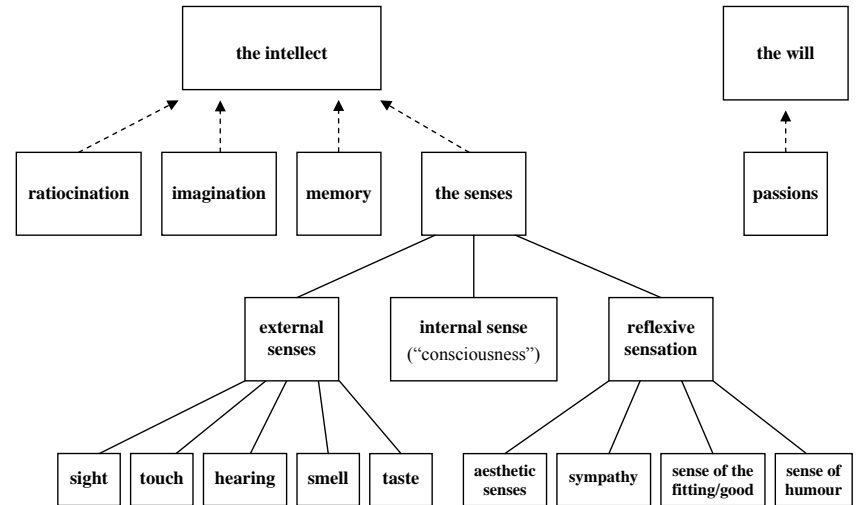 the intellect
the will
ratiocination
imagination
memory
the senses
passions
external
senses
internal sense
(“consciousness”)
reflexive
sensation
sight
touch
hearing
smell
taste
aesthetic
senses
sympathy
sense of the
fitting/good
sense of
humour